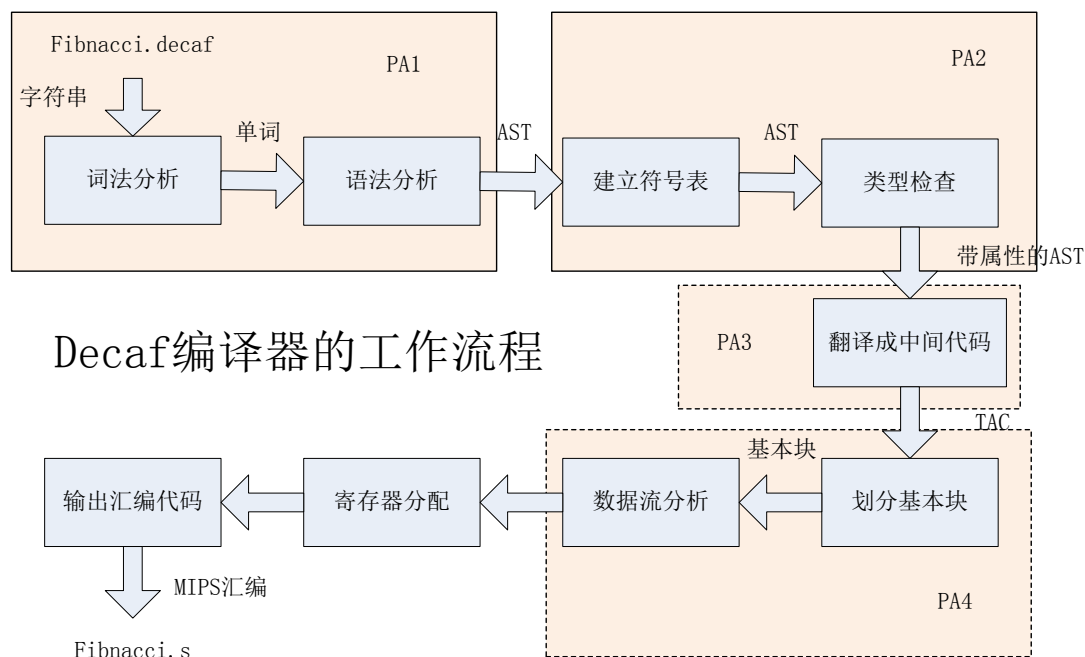 Fibnacci.decaf
PA1
PA2
字符串
单词
AST
AST
词法分析
语法分析
建立符号表
类型检查
带属性的AST
Decaf编译器的工作流程
PA3
翻译成中间代码
TAC
基本块
输出汇编代码
寄存器分配
数据流分析
划分基本块
MIPS汇编
PA4
Fibnacci.s